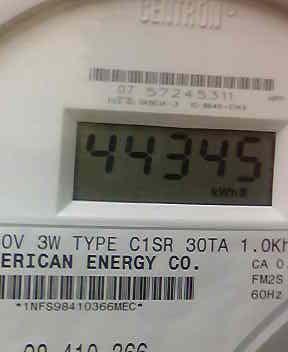 CENTRON®
07 57245311
44345
kWh
0V 3W TYPE C1SR 30TA 1.0Kh
ERICAN ENERGY CO.
CA 0.
FM2S
60Hz
*1NFS98410366MEC*
98 410 366